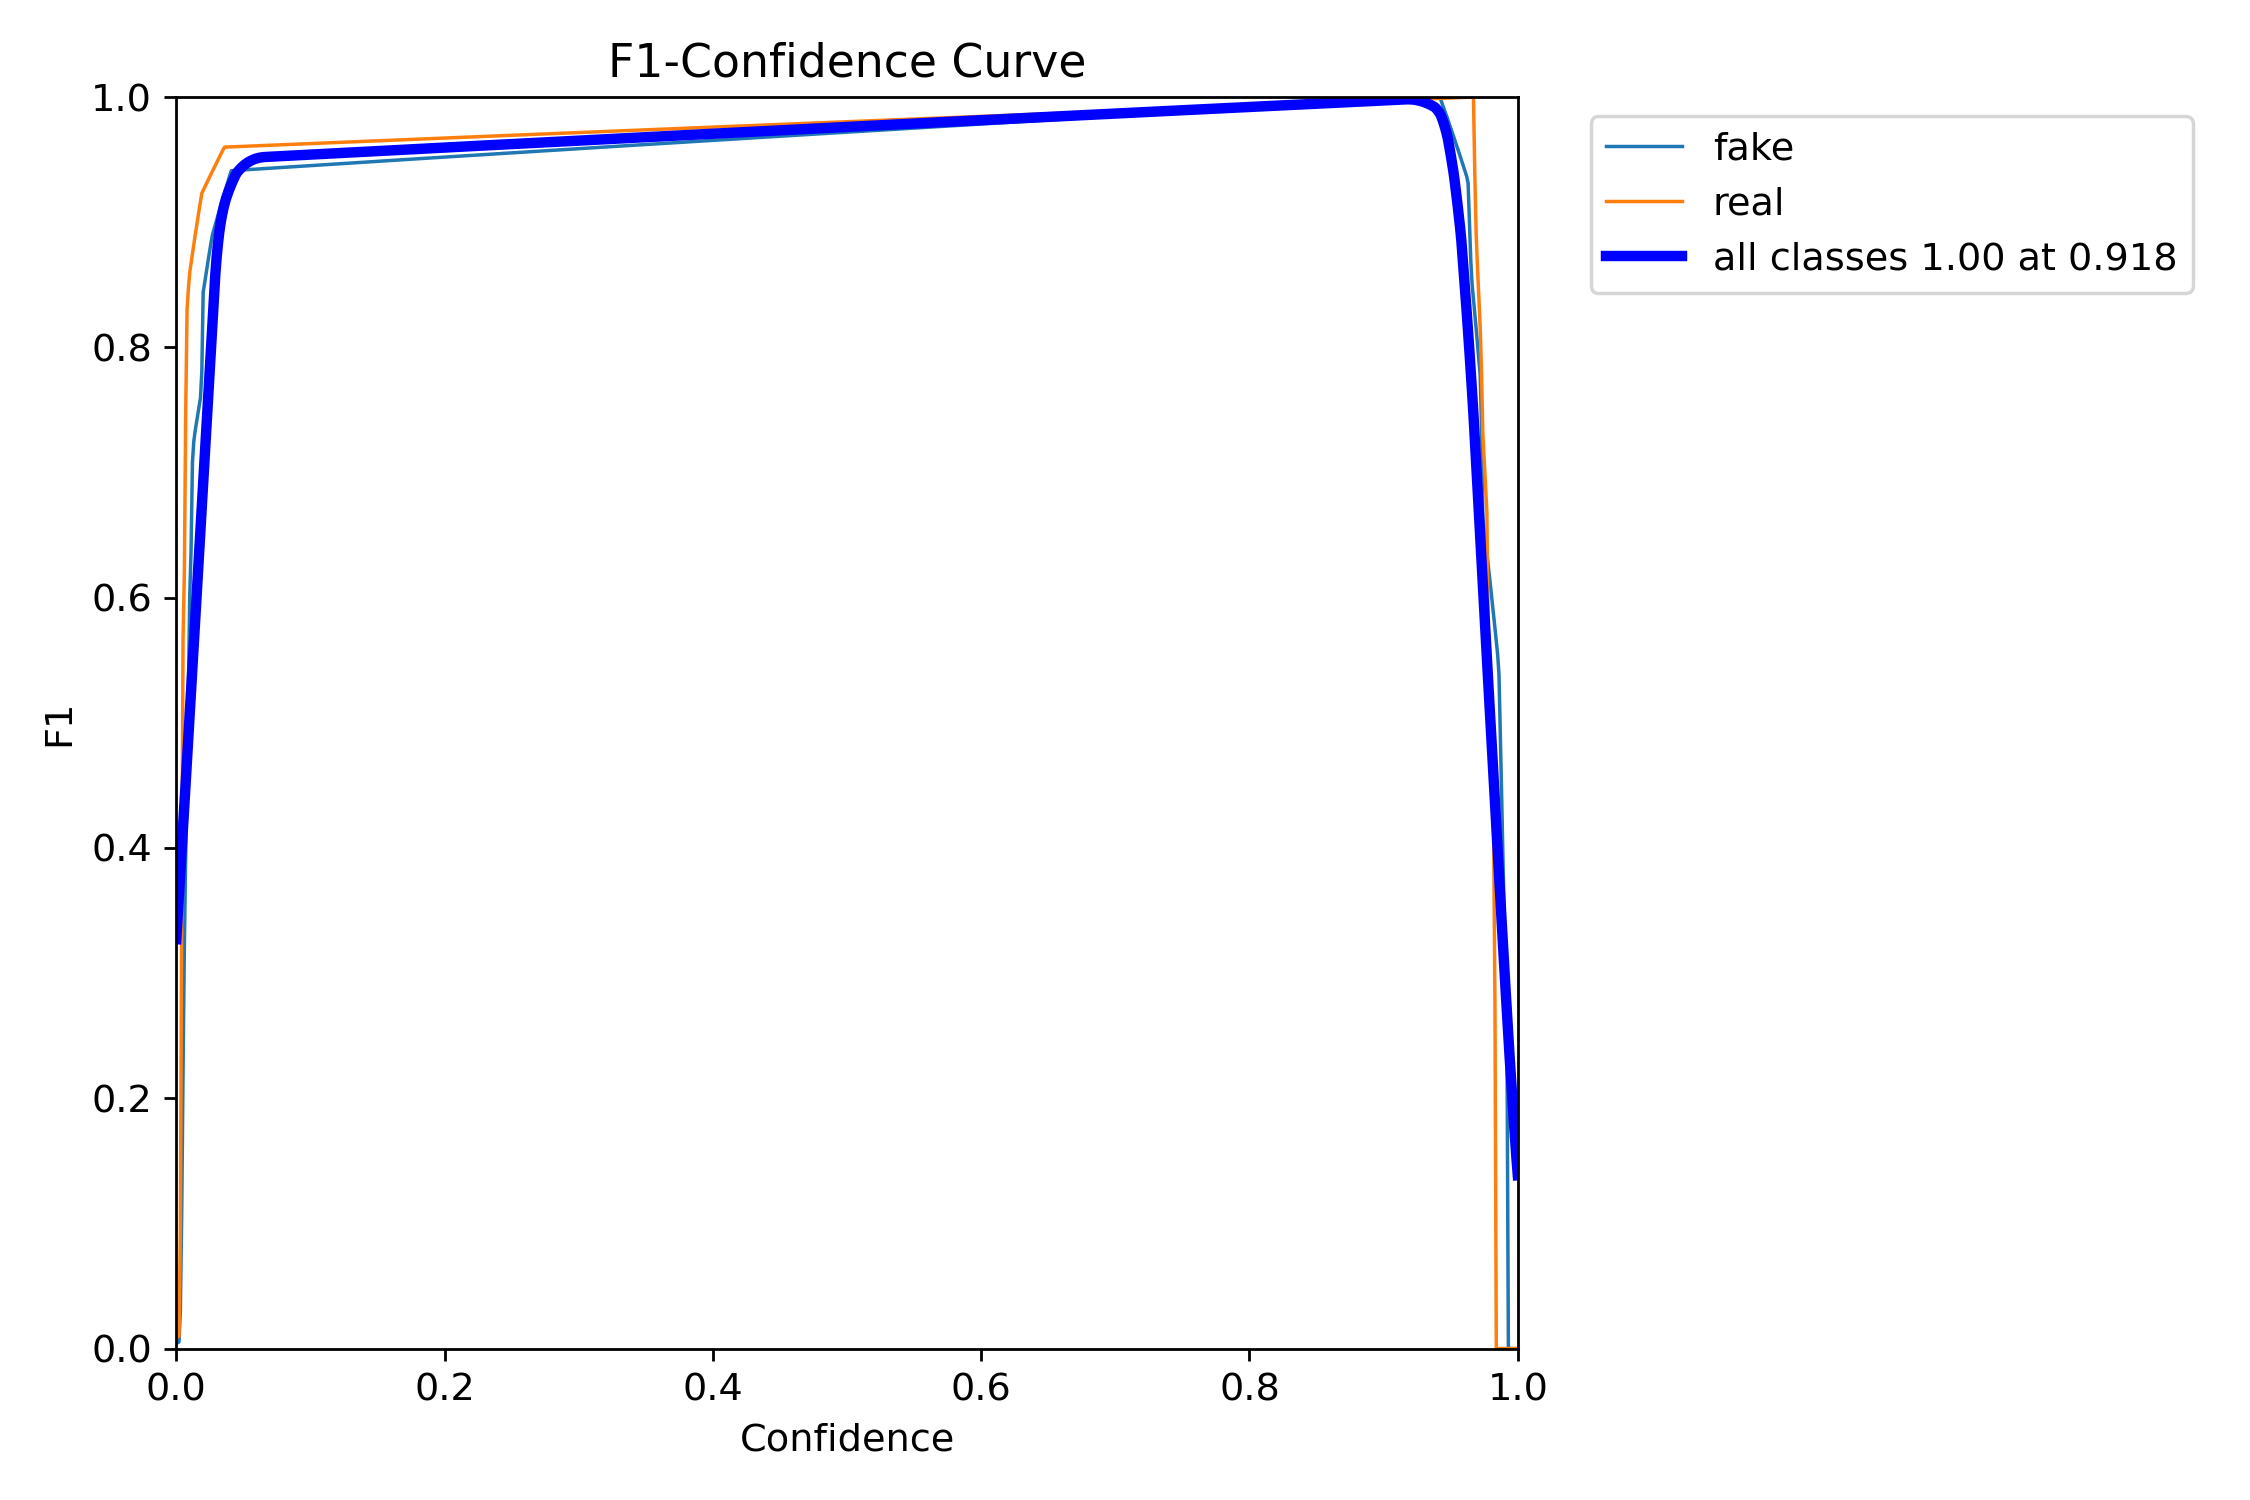 F1-Confidence Curve
1.0
0.8
0.6
0.4
0.2
0.0
F1
0.0 0.2 0.4 0.6 0.8 1.0
Confidence
fake
real
all classes 1.00 at 0.918